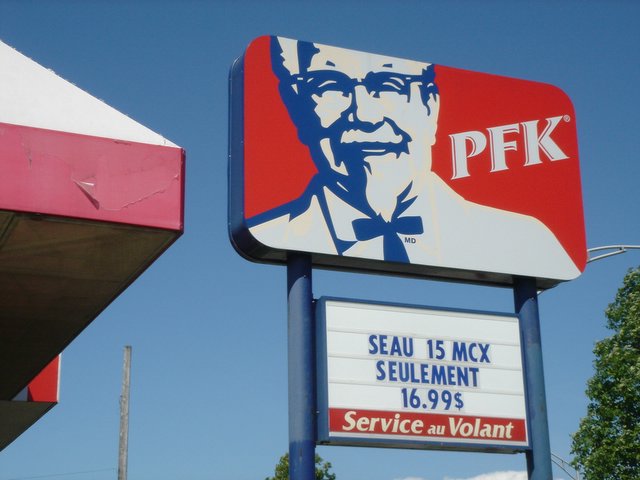 PFK®
MD
SEAU 15 MCX
SEULEMENT
16.99$
Service au Volant